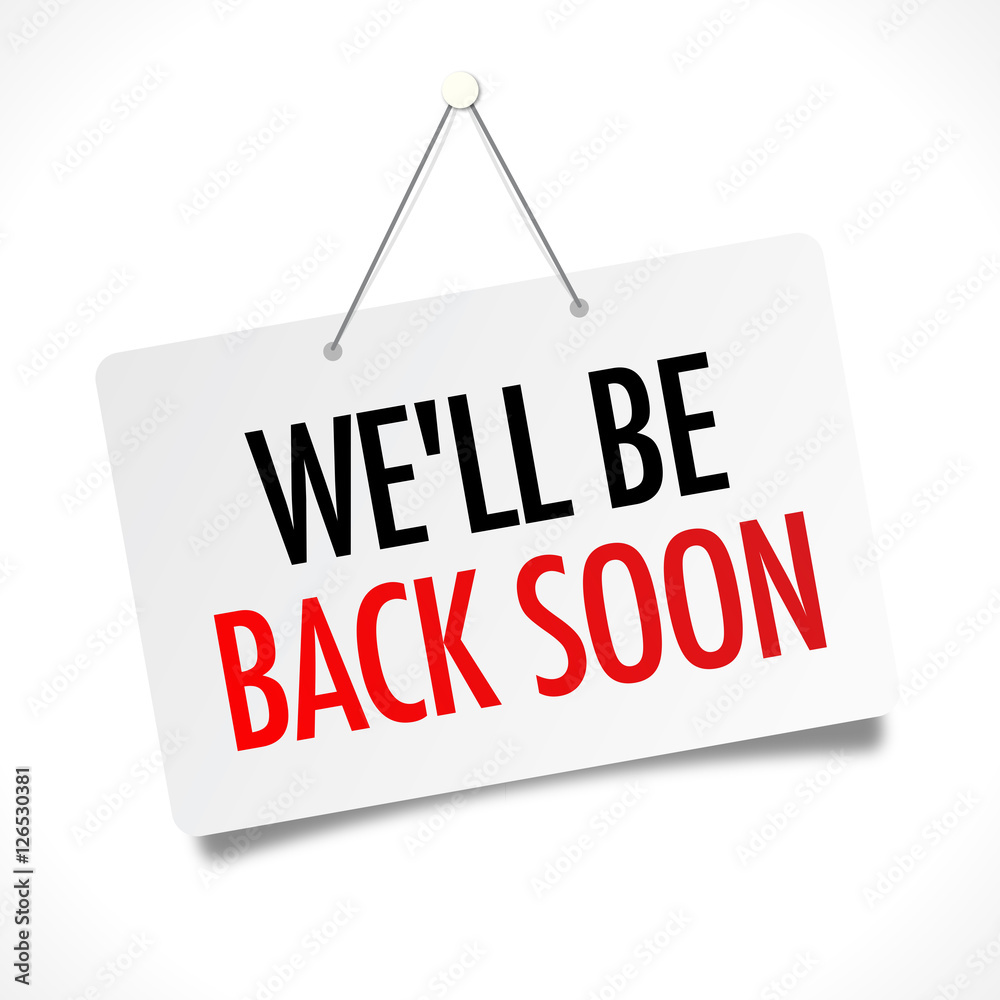 WE'LL BE
BACK SOON
Adobe Stock | #126530381